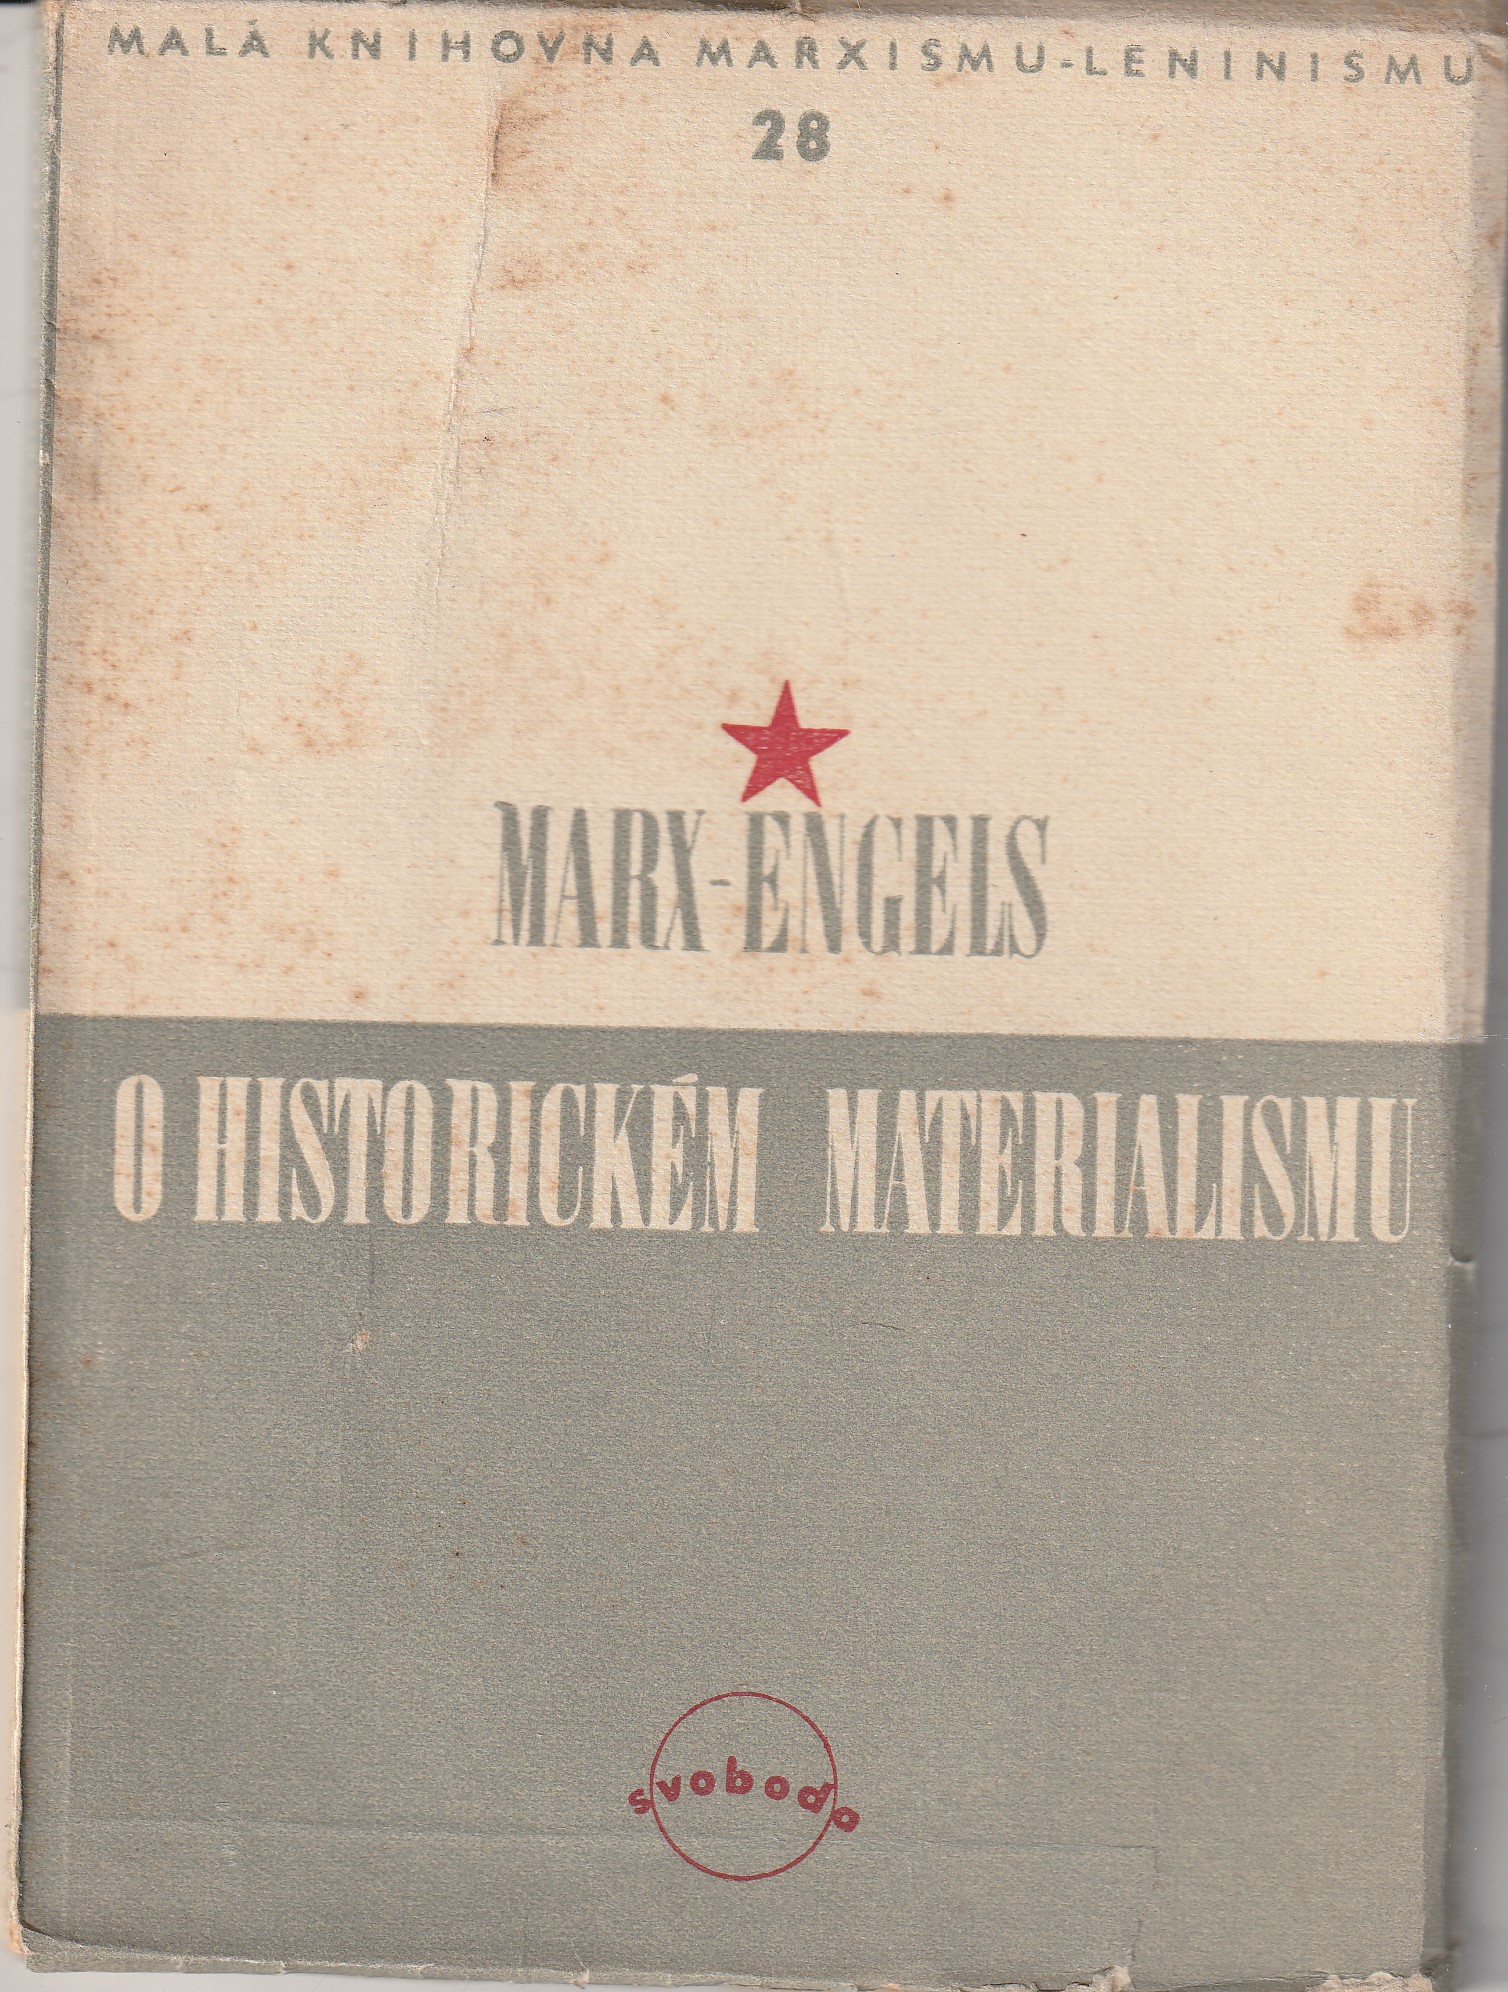 MALÁ KNIHOVNA MARXISMU-LENINISMU
28
MARX-ENGELS
O HISTORICKÉM MATERIALISMU
svoboda